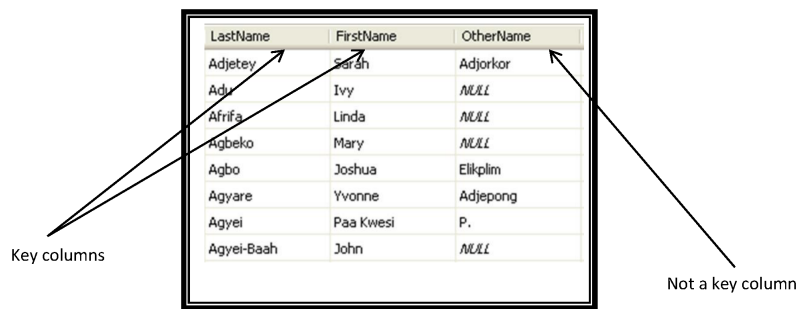 LastName FirstName OtherName
Adjetey Sarah Adjorkor
Adu Ivy NULL
Afrifa Linda NULL
Agbeko Mary NULL
Agbo Joshua Elikplim
Agyare Yvonne Adjepong
Agyei Paa Kwesi P.
Agyei-Baah John NULL
Key columns
Not a key column